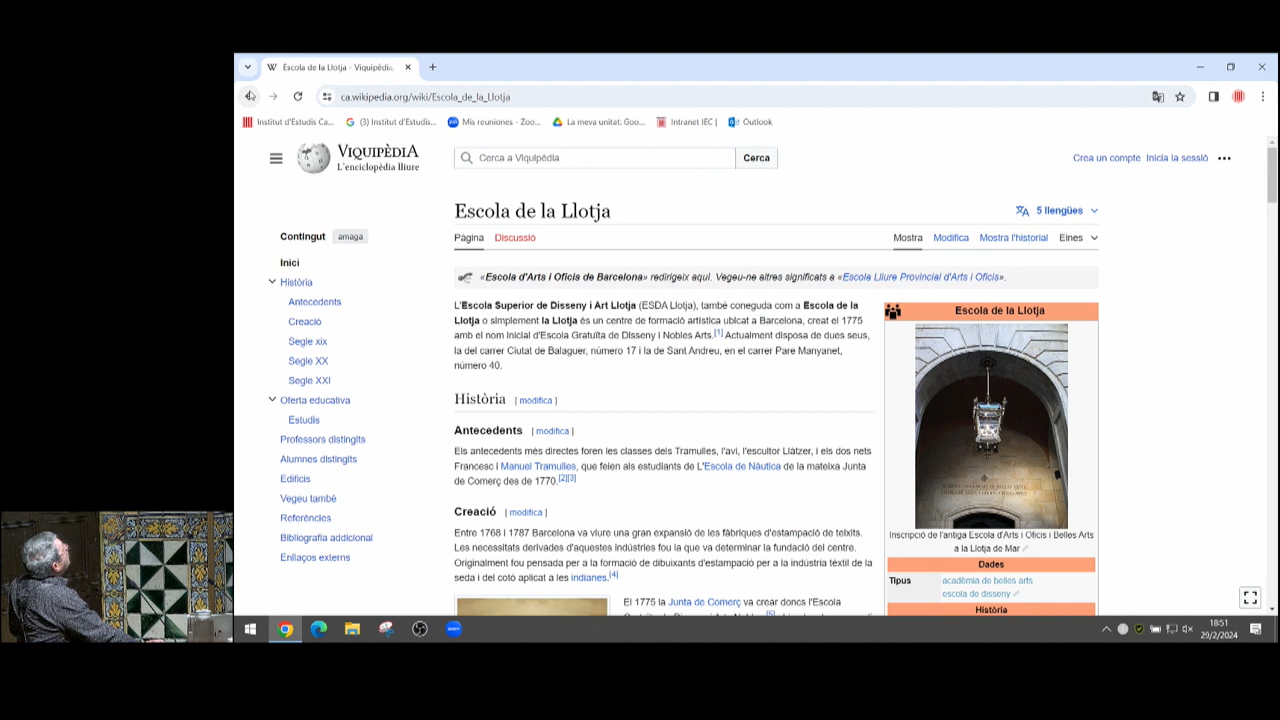 Escola de la Llotja - Viquipèdia,
ca.wikipedia.org/wiki/Escola_de_la_Llotja
Institut d'Estudis Ca...
(3) Institut d'Estudis...
Mis reuniones - Zoo...
La meva unitat: Goo...
Intranet IEC |
Outlook
VIQUIPÈDIA
L'enciclopèdia lliure
Cerca a Viquipèdia
Cerca
Crea un compte Inicia la sessió
Contingut amaga
Inici
Història
Antecedents
Creació
Segle xix
Segle XX
Segle XXI
Oferta educativa
Estudis
Professors distingits
Alumnes distingits
Edificis
Vegeu també
Referències
Bibliografia addicional
Enllaços externs
Escola de la Llotja
5 llengües
Pàgina Discussió
Mostra Modifica Mostra l'historial Eines
«Escola d'Arts i Oficis de Barcelona» redirigeix aquí. Vegeu-ne altres significats a «Escola Lliure Provincial d'Arts i Oficis».
L'Escola Superior de Disseny i Art Llotja (ESDA Llotja), també coneguda com a Escola de la
Llotja o simplement la Llotja és un centre de formació artística ubicat a Barcelona, creat el 1775
amb el nom inicial d'Escola Gratuïta de Disseny i Nobles Arts.[1] Actualment disposa de dues seus,
la del carrer Ciutat de Balaguer, número 17 i la de Sant Andreu, en el carrer Pare Manyanet,
número 40.
Història [ modifica ]
Antecedents [ modifica ]
Els antecedents més directes foren les classes dels Tramulles, l'avi, l'escultor Llàtzer, i els dos nets
Francesc i Manuel Tramulles, que feien als estudiants de L'Escola de Nàutica de la mateixa Junta
de Comerç des de 1770.[2][3]
Creació [ modifica ]
Entre 1768 i 1787 Barcelona va viure una gran expansió de les fàbriques d'estampació de teixits.
Les necessitats derivades d'aquestes indústries fou la que va determinar la fundació del centre.
Originalment fou pensada per a la formació de dibuixants d'estampació per a la indústria tèxtil de la
seda i del cotó aplicat a les indianes.[4]
El 1775 la Junta de Comerç va crear doncs l'Escola
Escola de la Llotja
Inscripció de l'antiga Escola d'Arts i Oficis i Belles Arts
a la Llotja de Mar
Dades
Tipus
acadèmia de belles arts
escola de disseny
Història
zoom
18:51
29/2/2024